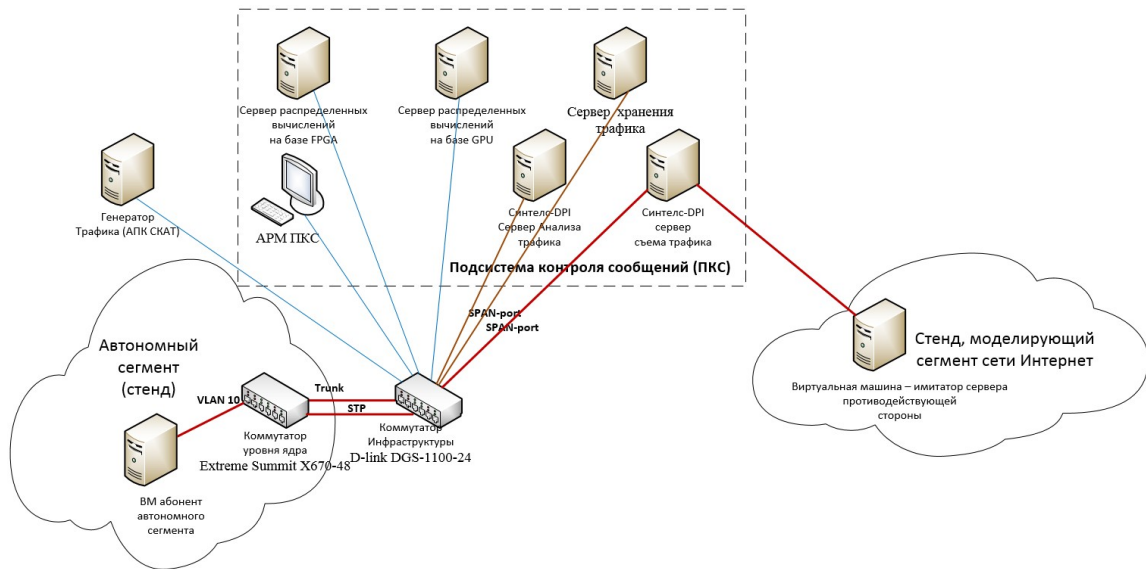 Сервер распределенных
вычислений
на базе FPGA
Сервер распределенных
вычислений
на базе GPU
Сервер хранения
трафика
Генератор
Трафика (АПК СКАТ)
АРМ ПКС
Синтелс-DPI
Сервер Анализа
трафика
Синтелс-DPI
сервер
съема трафика
Подсистема контроля сообщений (ПКС)
SPAN-port
SPAN-port
Автономный
сегмент
(стенд)
VLAN 10
Trunk
STP
Коммутатор
уровня ядра
Extreme Summit X670-48
Коммутатор
Инфраструктуры
D-link DGS-1100-24
ВМ абонент
автономного
сегмента
Стенд, моделирующий
сегмент сети Интернет
Виртуальная машина – имитатор сервера
противодействующей
стороны